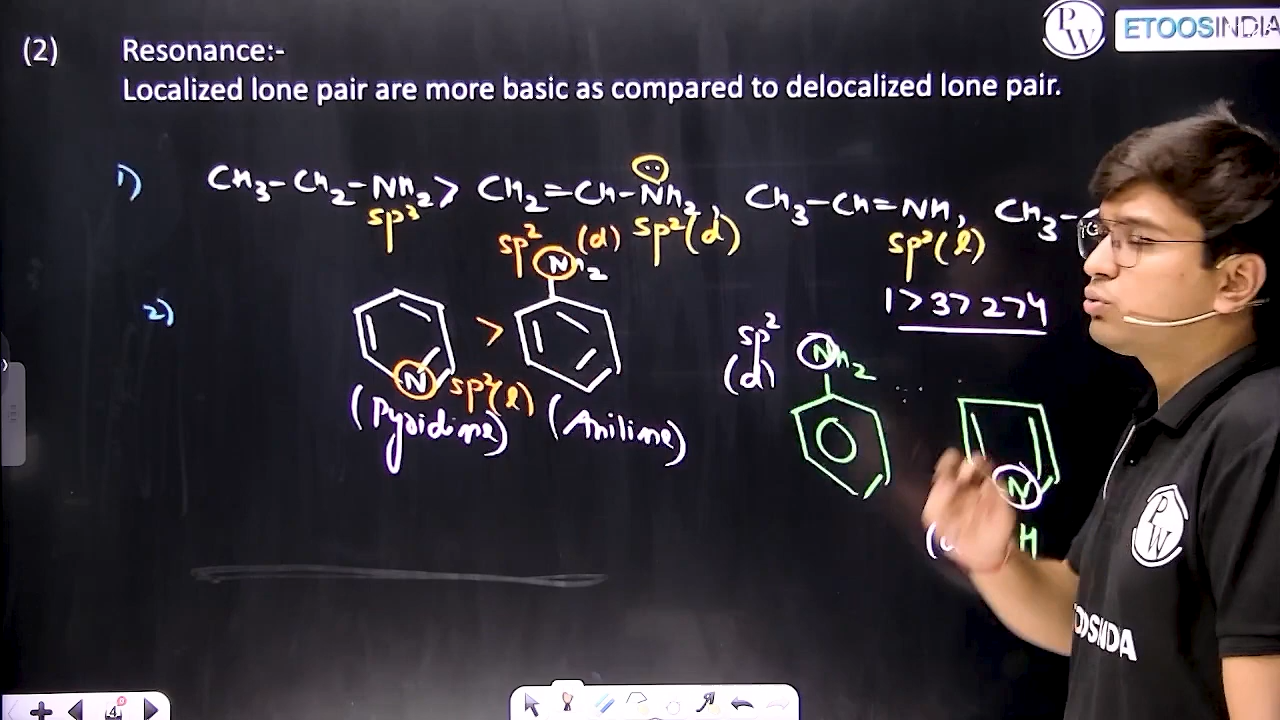 (2) Resonance:-
PW ETOOSINDIA
Localized lone pair are more basic as compared to delocalized lone pair.
1) CH3-CH2-NH2 > CH2=CH-NH2, CH3-CH=NH, CH3-C
sp3 sp2(d) sp2(l)
1>3>2>4
2) sp2 NH2 (d)
>
N sp2(l)
(Pyridine) (Aniline)
sp2 (d) NH2
N
H
PW